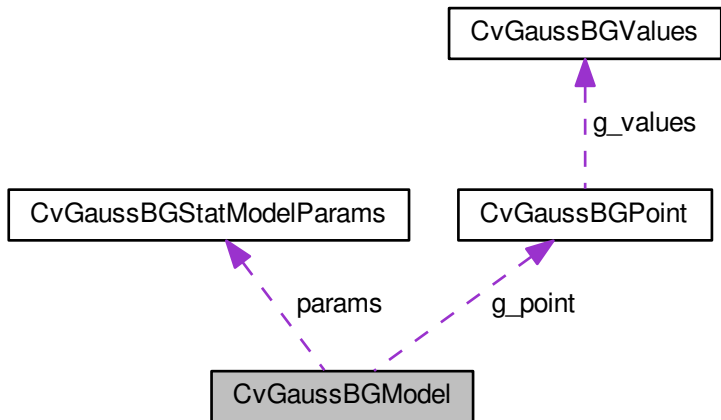 CvGaussBGValues
g_values
CvGaussBGStatModelParams
CvGaussBGPoint
params
g_point
CvGaussBGModel